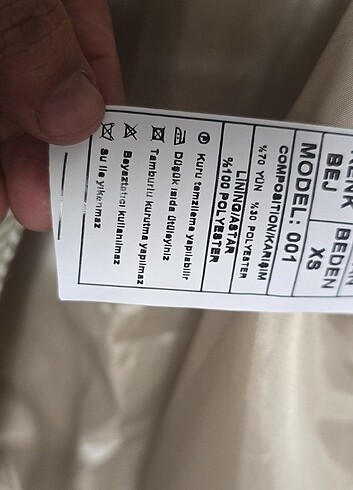 RENK
BEJ
BEDEN
XS
MODEL: 001
COMPOSITION/KARIŞIM
%70 YÜN %30 POLYESTER
LINING/ASTAR
%100 POLYESTER
Kuru temizleme yapılabilir
Düşük ısıda ütüleyiniz
Tamburlu kurutma yapılmaz
Beyazlatıcı kullanılmaz
Su ile yıkanmaz